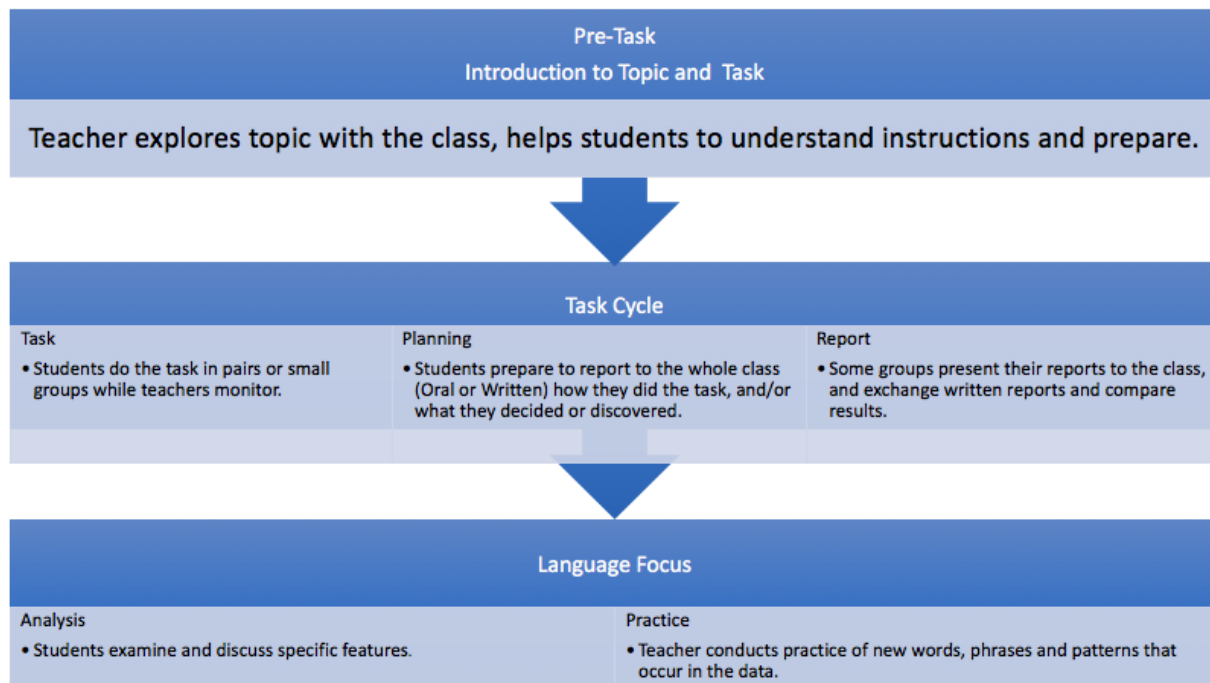 Pre-Task
Introduction to Topic and Task
Teacher explores topic with the class, helps students to understand instructions and prepare.
Task Cycle
Task
• Students do the task in pairs or small
groups while teachers monitor.
Planning
• Students prepare to report to the whole class
(Oral or Written) how they did the task, and/or
what they decided or discovered.
Report
• Some groups present their reports to the class,
and exchange written reports and compare
results.
Language Focus
Analysis
• Students examine and discuss specific features.
Practice
• Teacher conducts practice of new words, phrases and patterns that
occur in the data.